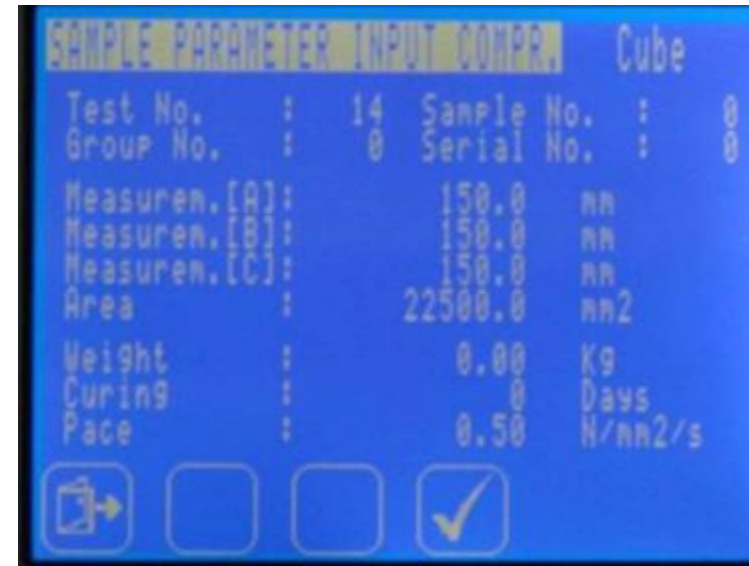 SAMPLE PARAMETER INPUT COMPR. Cube
Test No. : 14 Sample No. : 0
Group No. : 0 Serial No. : 0
Measurem.[A]: 150.0 mm
Measurem.[B]: 150.0 mm
Measurem.[C]: 150.0 mm
Area : 22500.0 mm2
Weight : 0.00 Kg
Curing : 0 Days
Pace : 0.50 N/mm2/s